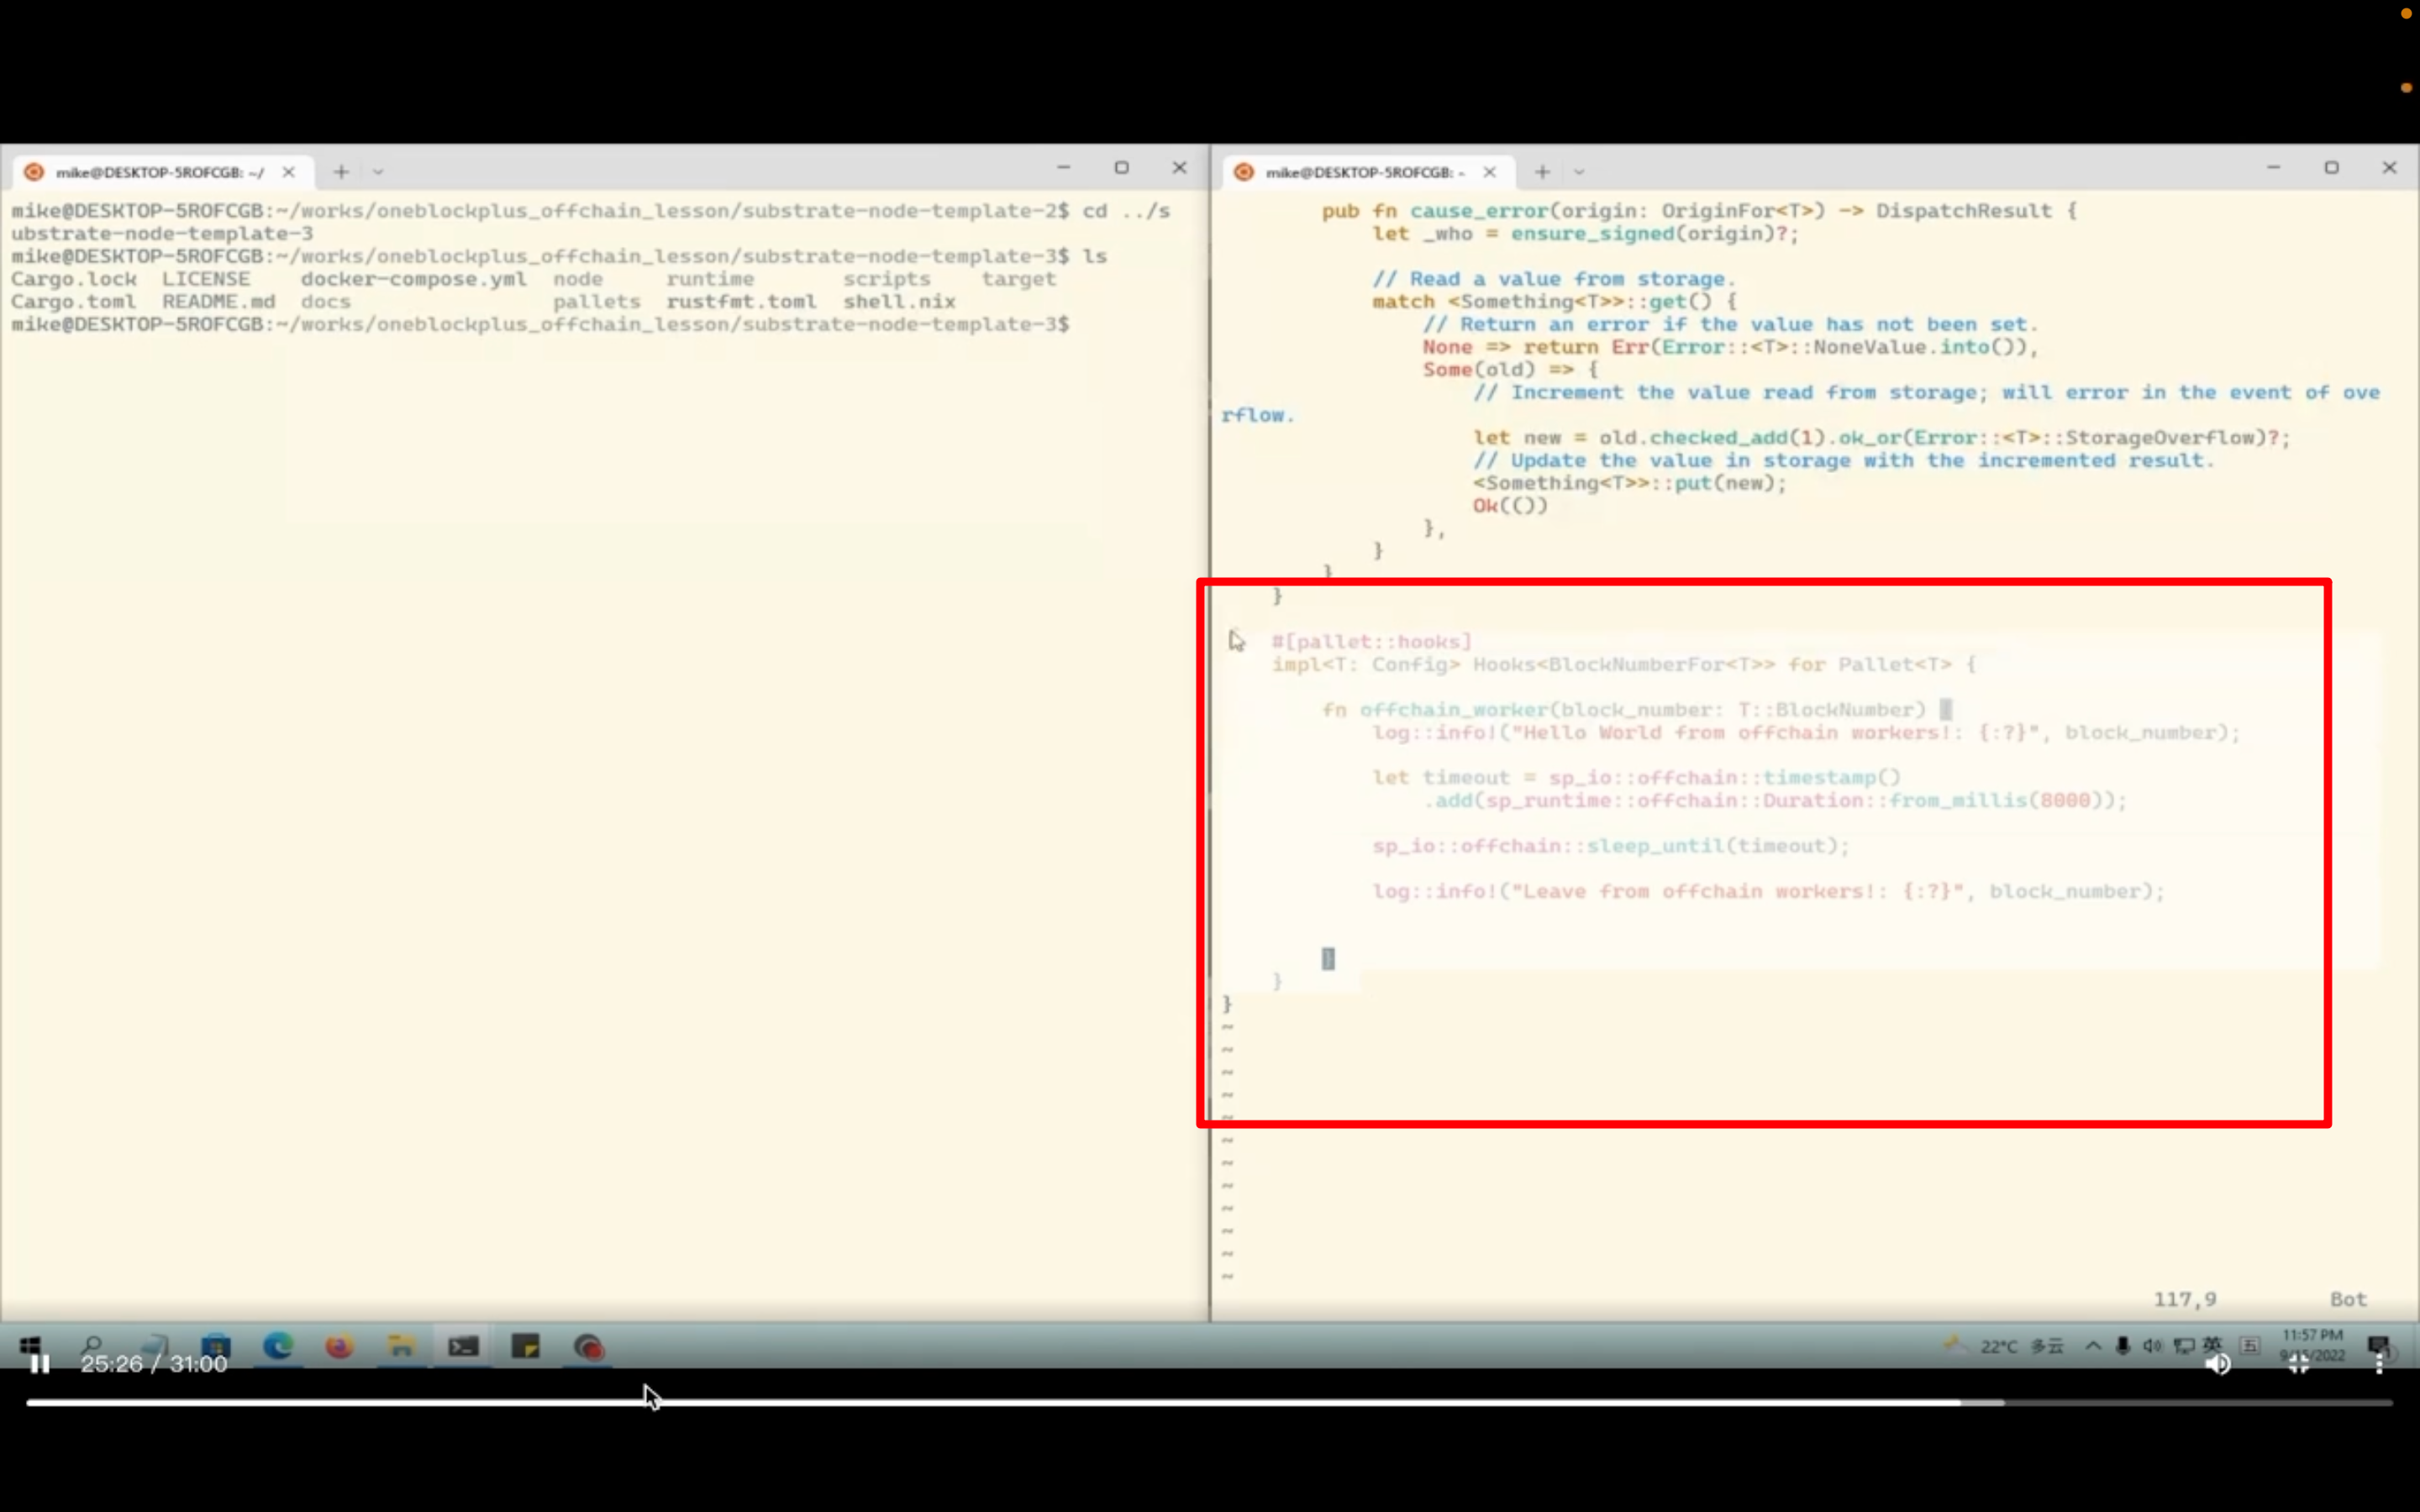 mike@DESKTOP-5ROFCGB: ~/
mike@DESKTOP-5ROFCGB:~/works/oneblockplus_offchain_lesson/substrate-node-template-2$ cd ../s
ubstrate-node-template-3
mike@DESKTOP-5ROFCGB:~/works/oneblockplus_offchain_lesson/substrate-node-template-3$ ls
Cargo.lock  LICENSE    docker-compose.yml  node     runtime       scripts    target
Cargo.toml  README.md  docs                pallets  rustfmt.toml  shell.nix
mike@DESKTOP-5ROFCGB:~/works/oneblockplus_offchain_lesson/substrate-node-template-3$
mike@DESKTOP-5ROFCGB: ~
        pub fn cause_error(origin: OriginFor<T>) -> DispatchResult {
            let _who = ensure_signed(origin)?;
            // Read a value from storage.
            match <Something<T>>::get() {
                // Return an error if the value has not been set.
                None => return Err(Error::<T>::NoneValue.into()),
                Some(old) => {
                    // Increment the value read from storage; will error in the event of ove
rflow.
                    let new = old.checked_add(1).ok_or(Error::<T>::StorageOverflow)?;
                    // Update the value in storage with the incremented result.
                    <Something<T>>::put(new);
                    Ok(())
                },
            }
        }
    }
    #[pallet::hooks]
    impl<T: Config> Hooks<BlockNumberFor<T>> for Pallet<T> {
        fn offchain_worker(block_number: T::BlockNumber) {
            log::info!("Hello World from offchain workers!: {:?}", block_number);
            let timeout = sp_io::offchain::timestamp()
                .add(sp_runtime::offchain::Duration::from_millis(8000));
            sp_io::offchain::sleep_until(timeout);
            log::info!("Leave from offchain workers!: {:?}", block_number);
        }
    }
}
~
~
~
~
~
~
~
~
~
~
~
~
117,9    Bot
22°C 多云 英 五 11:57 PM
9/15/2022
25:26 / 31:00